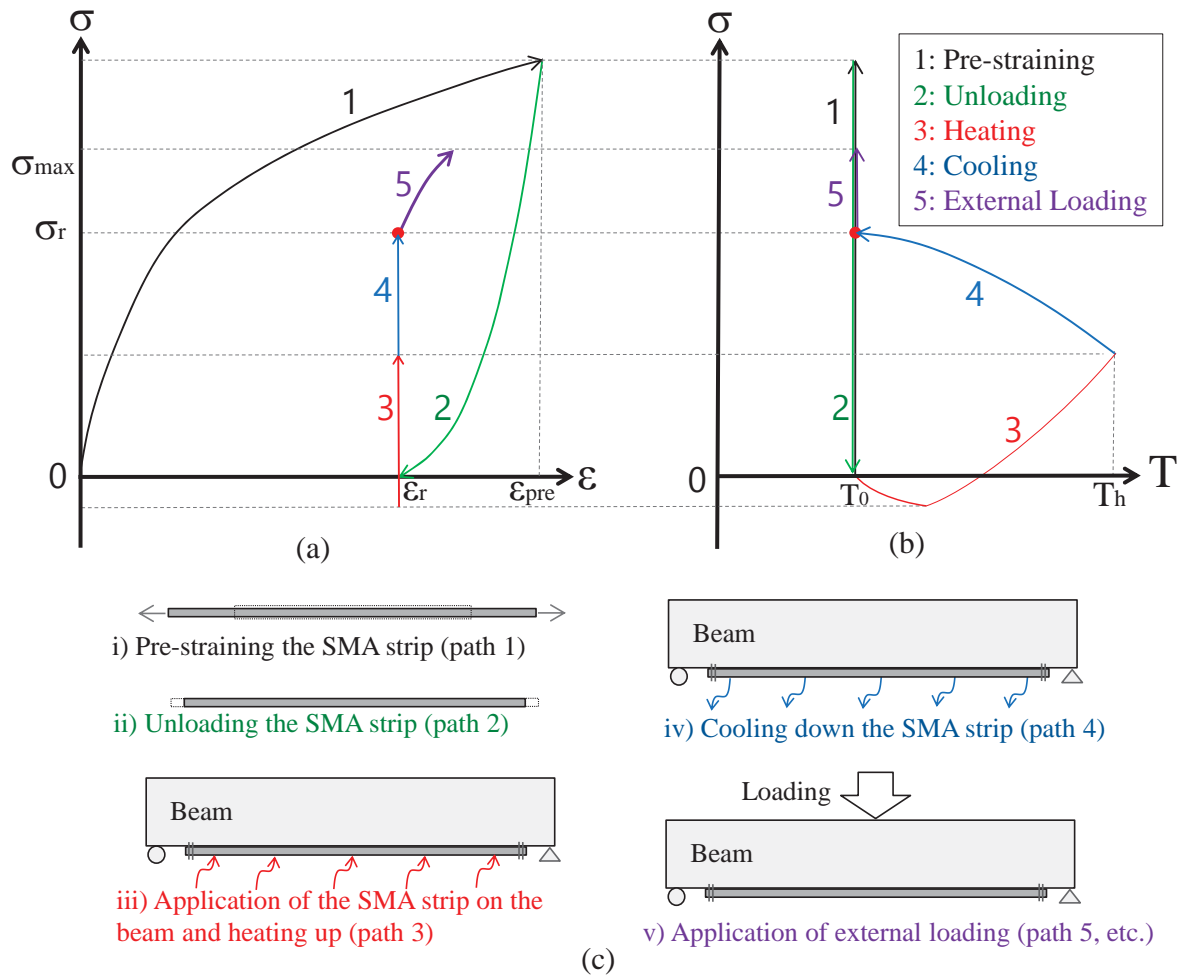 σ
σmax
σr
0
1
2
3
4
5
εr
εpre
ε
(a)
σ
1: Pre-straining
2: Unloading
3: Heating
4: Cooling
5: External Loading
1
5
4
2
3
0
T0
Th
T
(b)
i) Pre-straining the SMA strip (path 1)
ii) Unloading the SMA strip (path 2)
Beam
iii) Application of the SMA strip on the
beam and heating up (path 3)
Beam
iv) Cooling down the SMA strip (path 4)
Loading
Beam
v) Application of external loading (path 5, etc.)
(c)